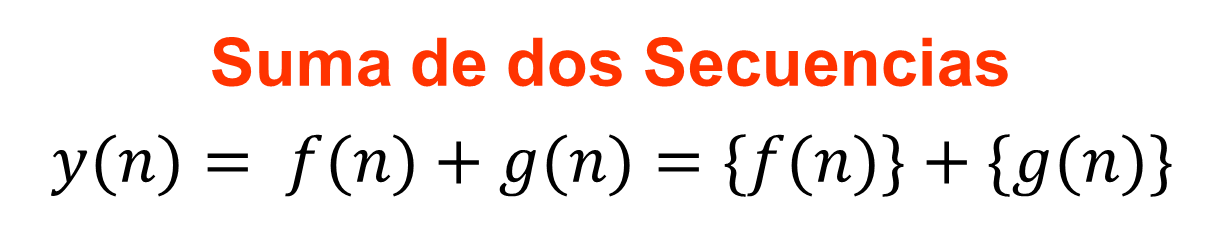 Suma de dos Secuencias
y(n) = f(n) + g(n) = {f(n)} + {g(n)}